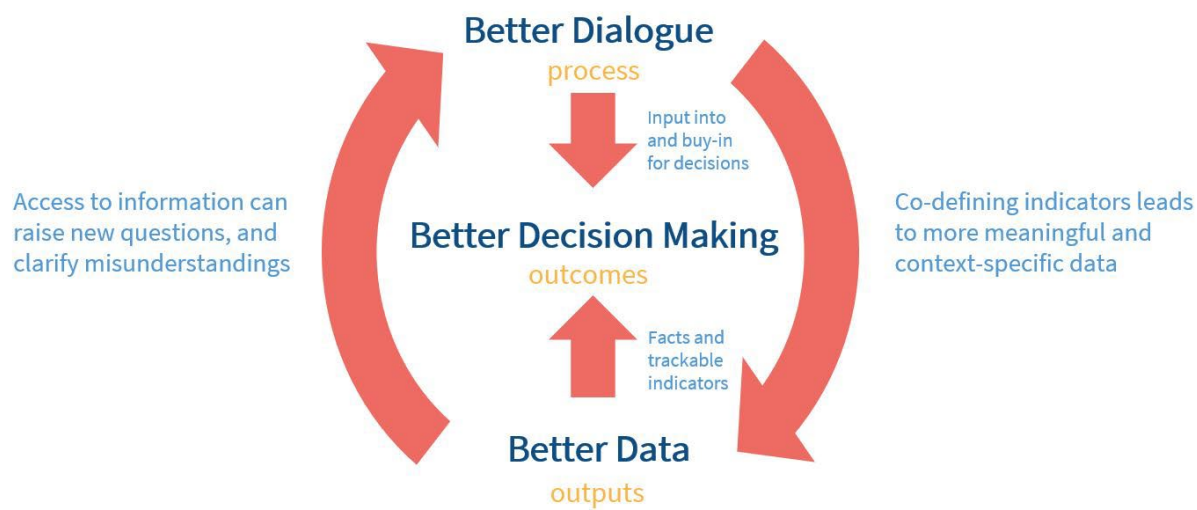 Better Dialogue
process
Input into
and buy-in
for decisions
Access to information can
raise new questions, and
clarify misunderstandings
Better Decision Making
outcomes
Co-defining indicators leads
to more meaningful and
context-specific data
Facts and
trackable
indicators
Better Data
outputs